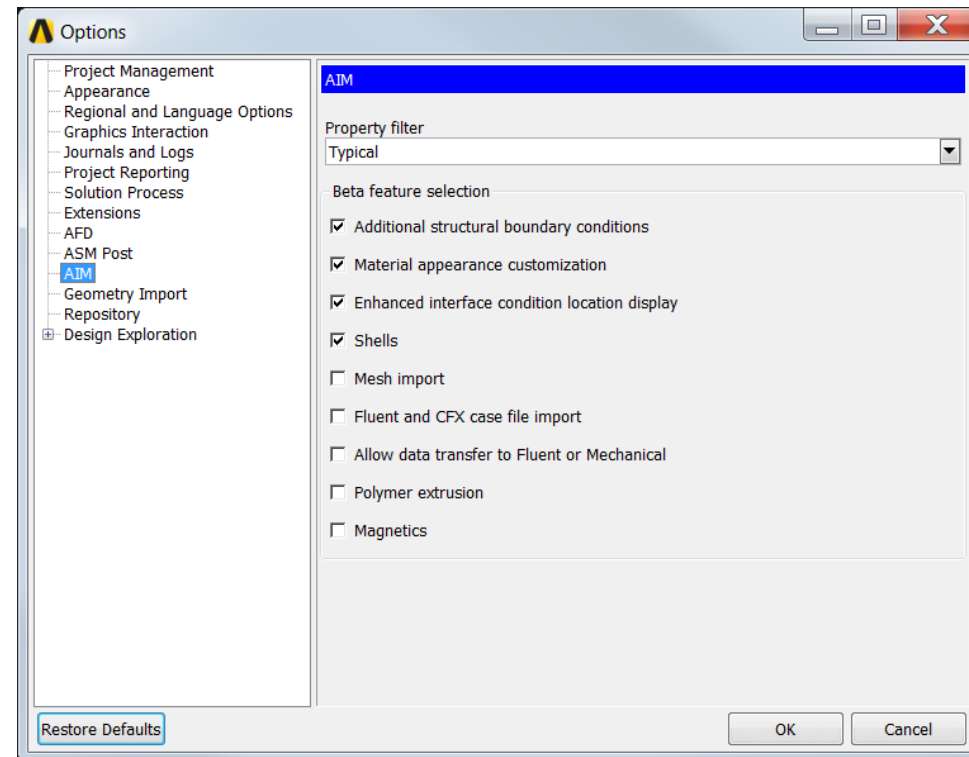 Options
Project Management
Appearance
Regional and Language Options
Graphics Interaction
Journals and Logs
Project Reporting
Solution Process
Extensions
AFD
ASM Post
AIM
Geometry Import
Repository
Design Exploration
AIM
Property filter
Typical
Beta feature selection
Additional structural boundary conditions
Material appearance customization
Enhanced interface condition location display
Shells
Mesh import
Fluent and CFX case file import
Allow data transfer to Fluent or Mechanical
Polymer extrusion
Magnetics
Restore Defaults
OK
Cancel